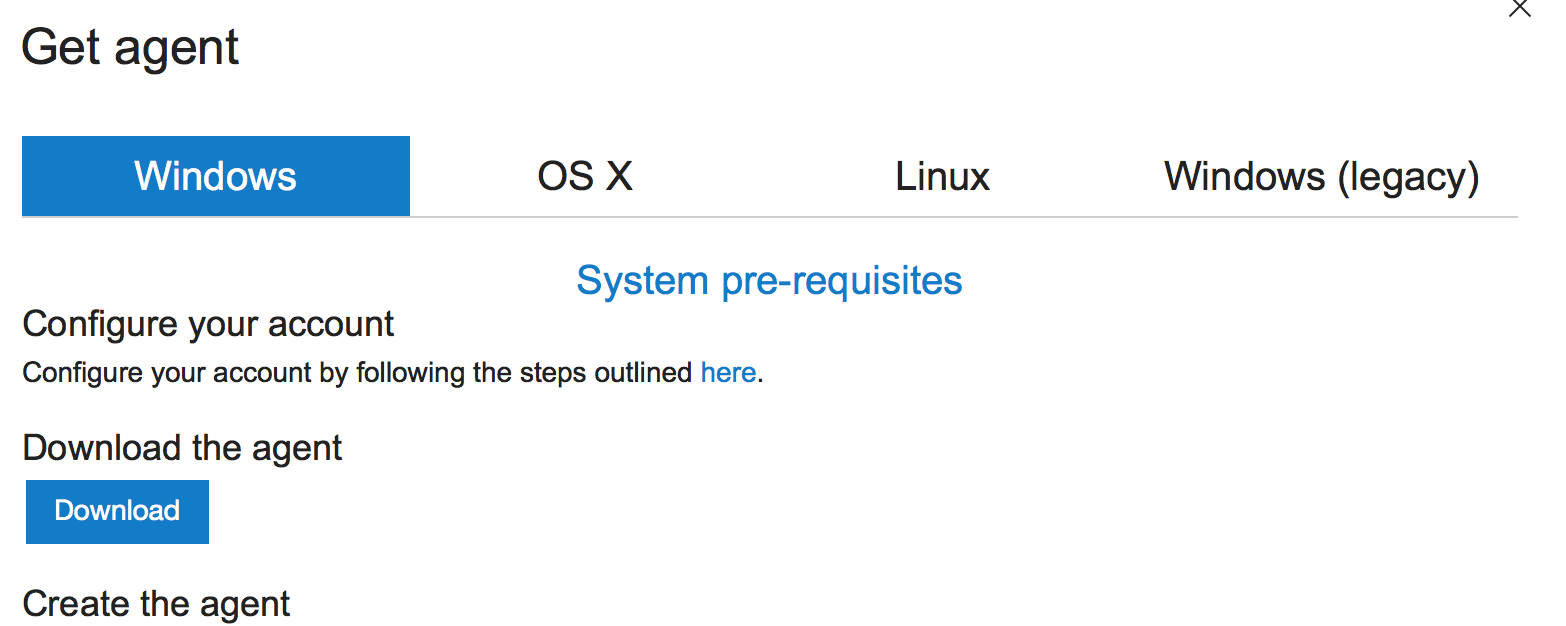 Get agent
Windows OS X Linux Windows (legacy)
System pre-requisites
Configure your account
Configure your account by following the steps outlined here.
Download the agent
Download
Create the agent